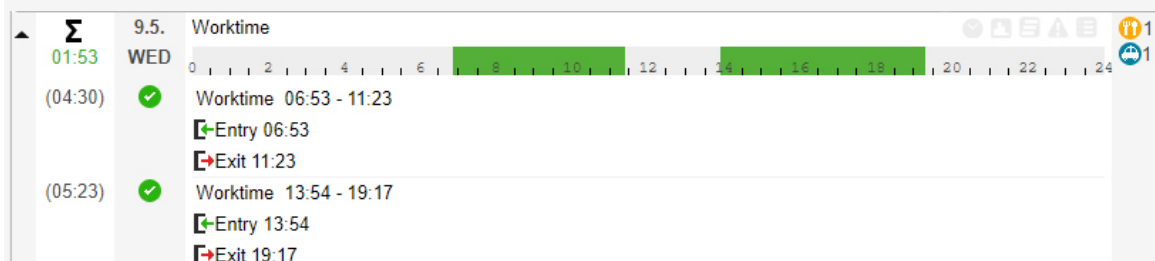 Σ 9.5. Worktime 1
01:53 WED 0 2 4 6 8 10 12 14 16 18 20 22 24 1
(04:30) Worktime 06:53 - 11:23
Entry 06:53
Exit 11:23
(05:23) Worktime 13:54 - 19:17
Entry 13:54
Exit 19:17